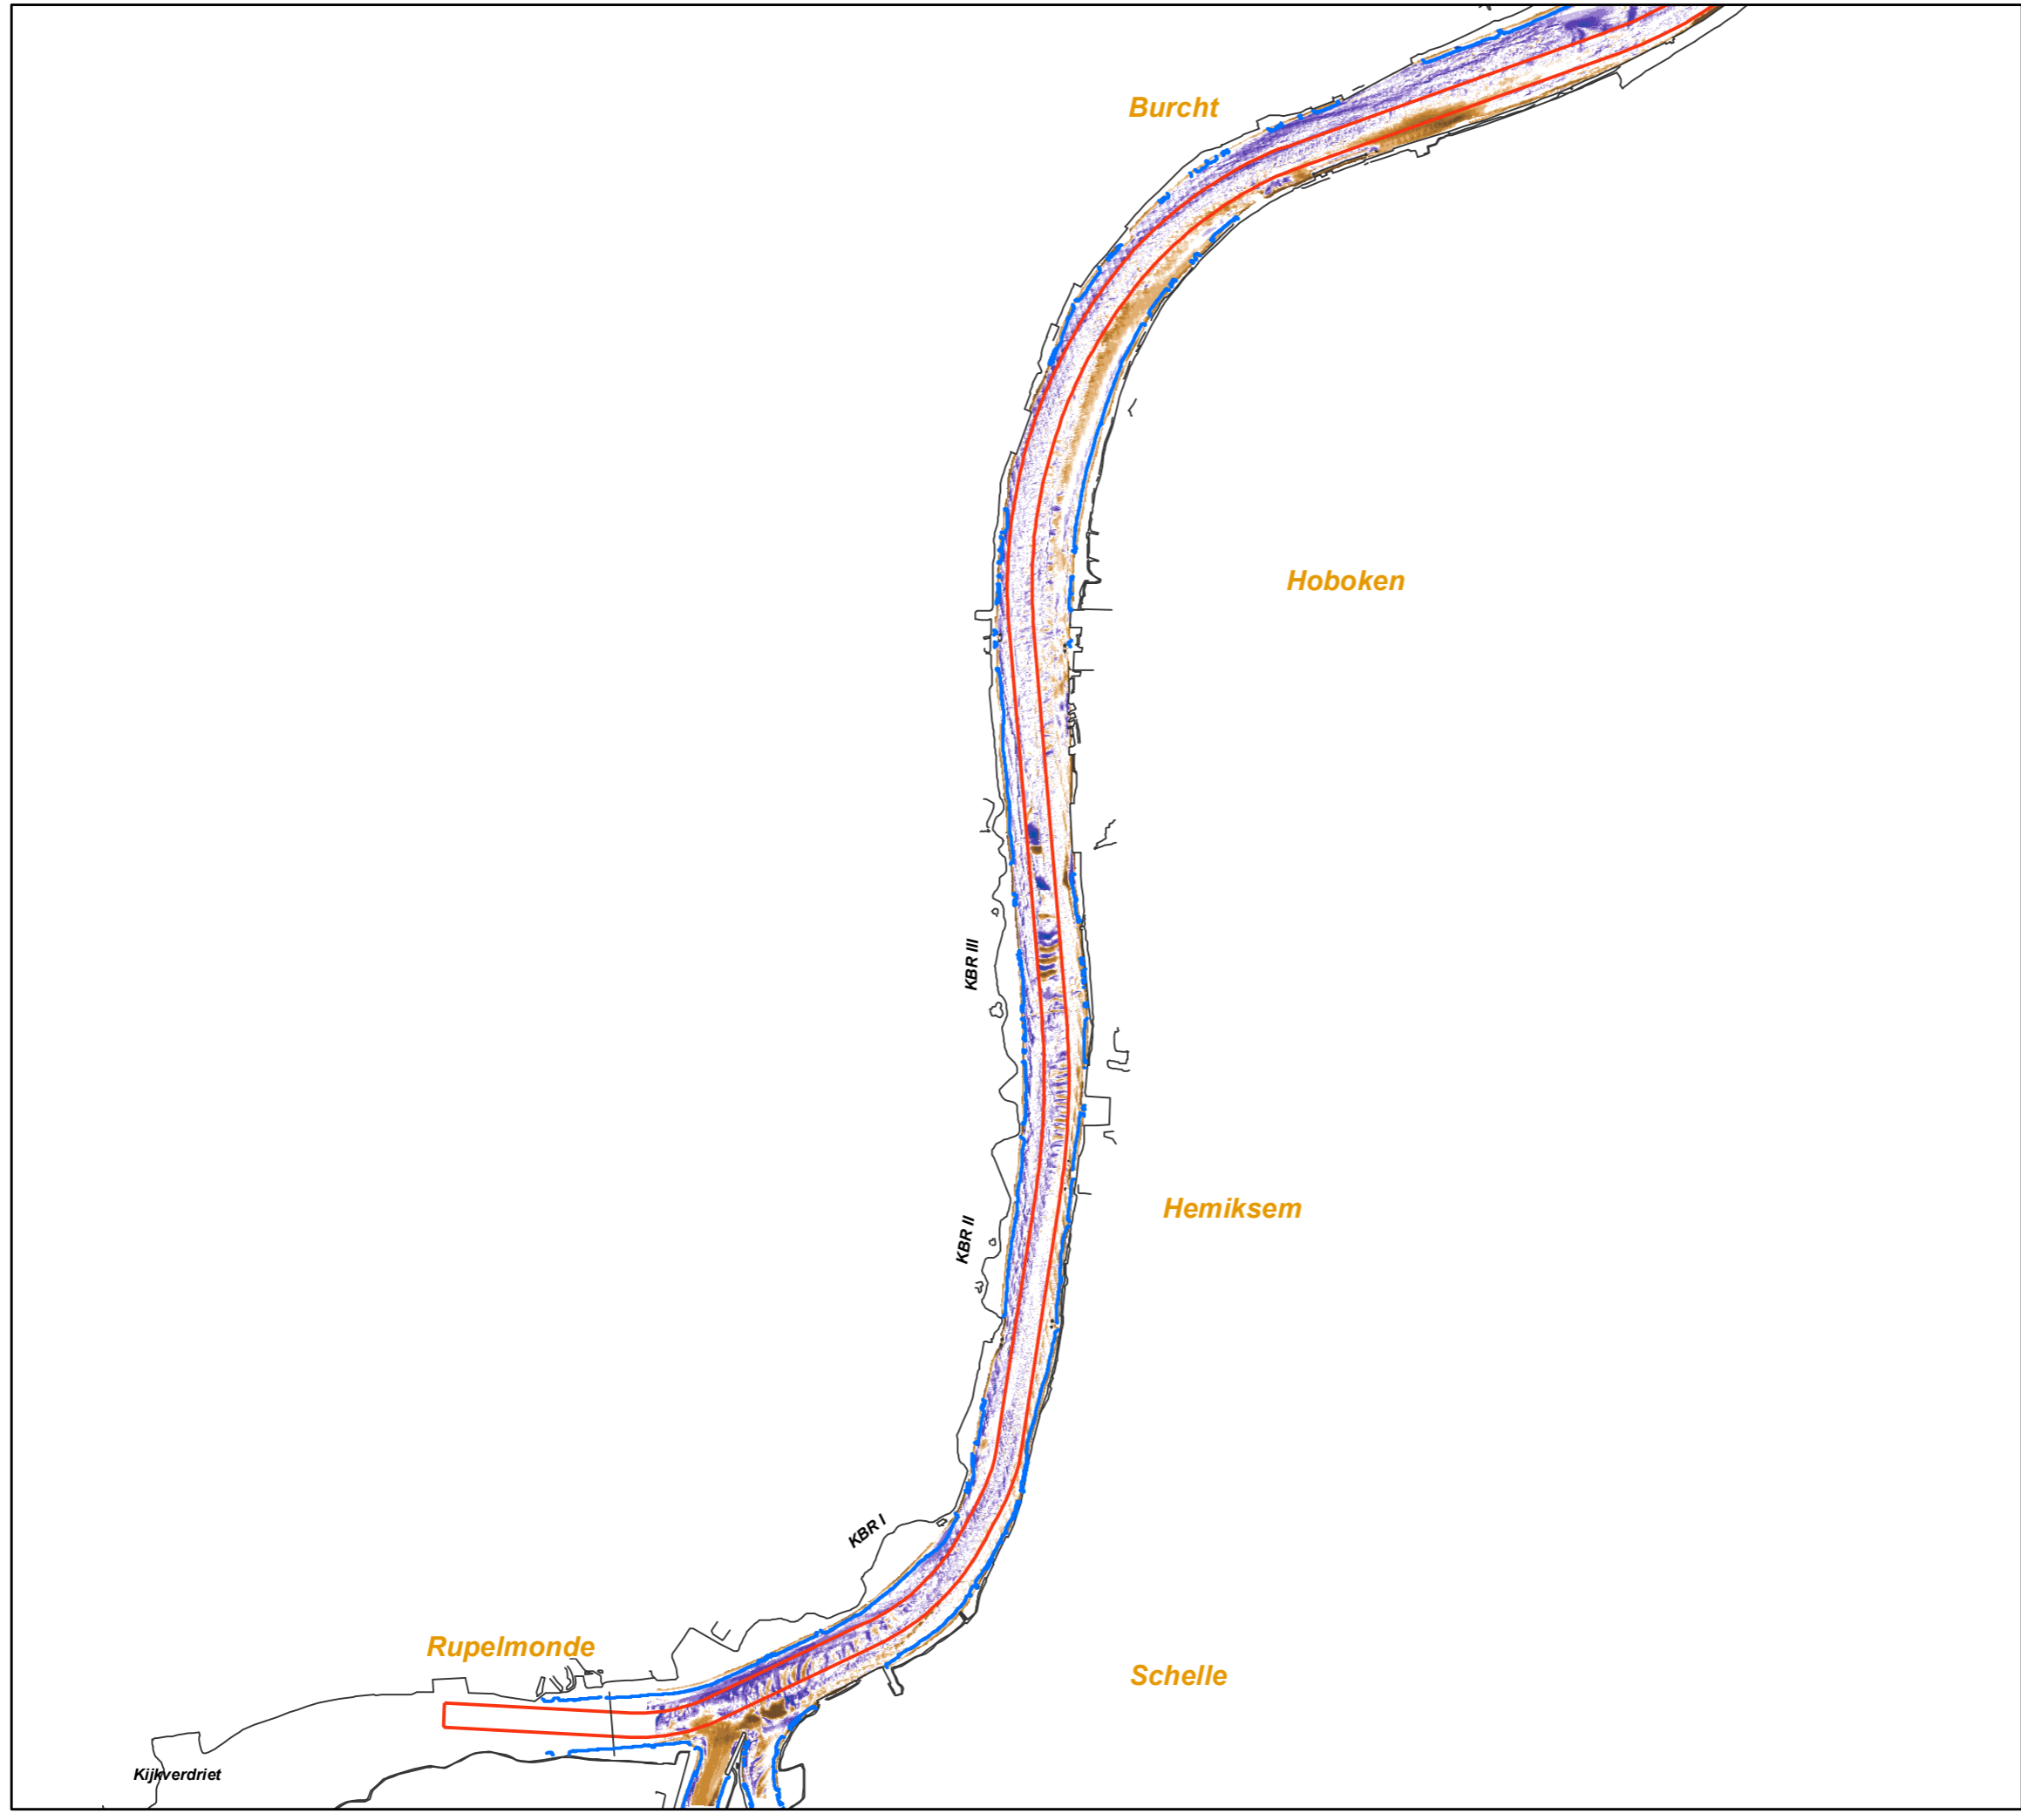 Burcht
Hoboken
KBR III
Hemiksem
KBR II
KBR I
Rupelmonde
Schelle
Kijkverdriet